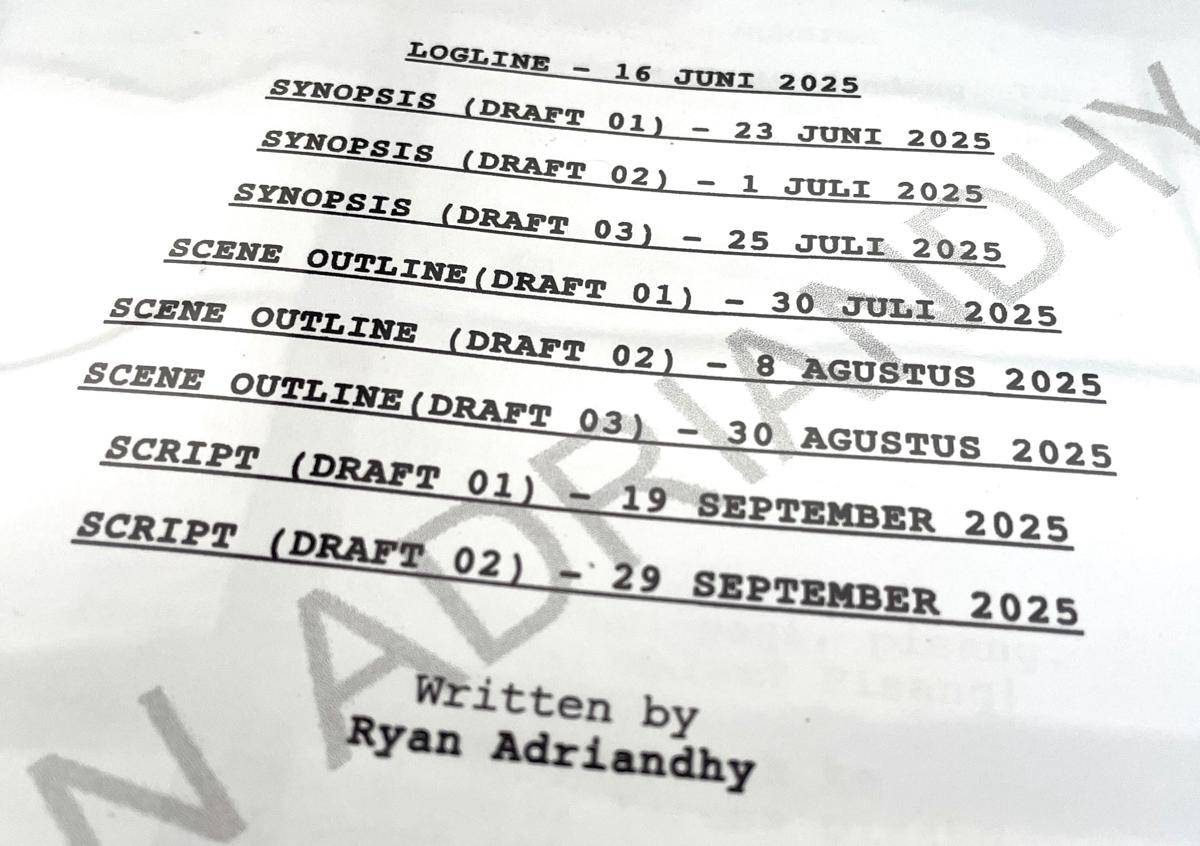 LOGLINE – 16 JUNI 2025
SYNOPSIS (DRAFT 01) – 23 JUNI 2025
SYNOPSIS (DRAFT 02) – 1 JULI 2025
SYNOPSIS (DRAFT 03) – 25 JULI 2025
SCENE OUTLINE(DRAFT 01) – 30 JULI 2025
SCENE OUTLINE (DRAFT 02) – 8 AGUSTUS 2025
SCENE OUTLINE(DRAFT 03) – 30 AGUSTUS 2025
SCRIPT (DRAFT 01) – 19 SEPTEMBER 2025
SCRIPT (DRAFT 02) – 29 SEPTEMBER 2025
Written by
Ryan Adriandhy
N ADRIANDHY